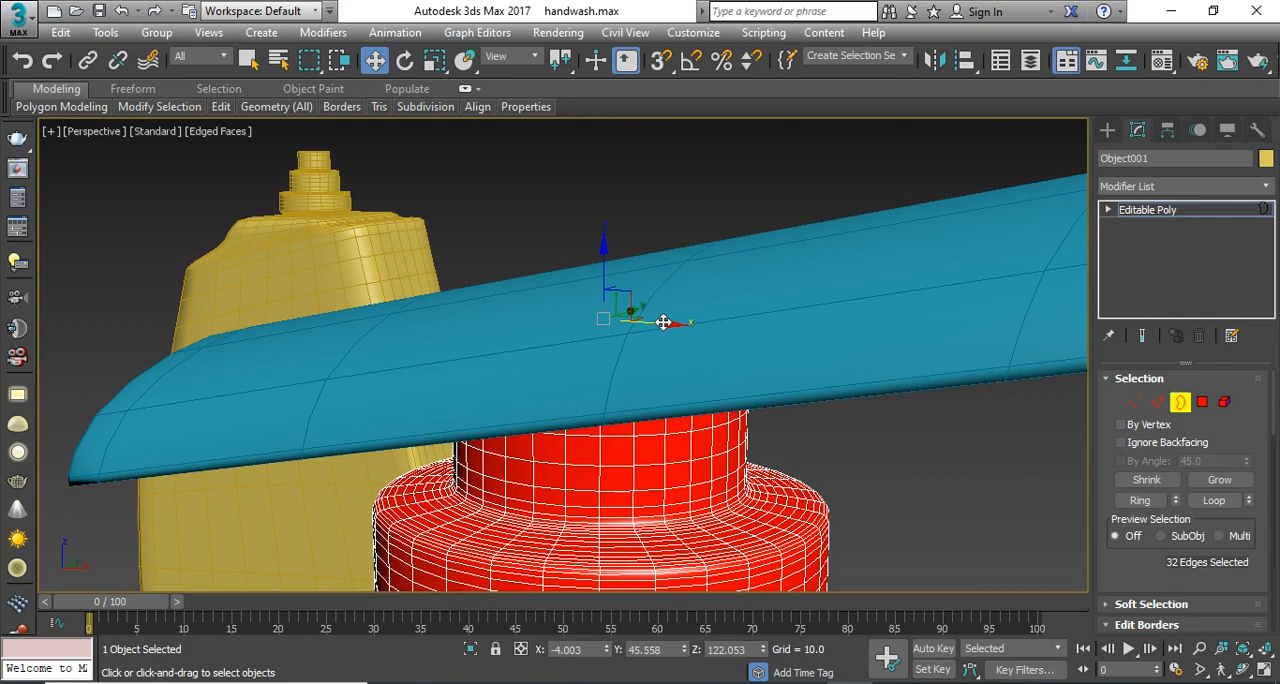 Workspace: Default
Autodesk 3ds Max 2017 handwash.max
Type a keyword or phrase
Sign In
MAX
Edit Tools Group Views Create Modifiers Animation Graph Editors Rendering Civil View Customize Scripting Content Help
All View Create Selection Se
Modeling Freeform Selection Object Paint Populate
Polygon Modeling Modify Selection Edit Geometry (All) Borders Tris Subdivision Align Properties
[+] [Perspective] [Standard] [Edged Faces]
Object001
Modifier List
Editable Poly
z
y
x
Selection
By Vertex
Ignore Backfacing
By Angle: 45.0
Shrink Grow
Ring Loop
Preview Selection
Off SubObj Multi
32 Edges Selected
Soft Selection
Edit Borders
z
x
< 0 / 100 >
0 5 10 15 20 25 30 35 40 45 50 55 60 65 70 75 80 85 90 95 100
1 Object Selected
X: -4.003 Y: 45.558 Z: 122.053 Grid = 10.0
Auto Key Selected
Welcome to M
Click or click-and-drag to select objects
Add Time Tag
Set Key Key Filters...
0